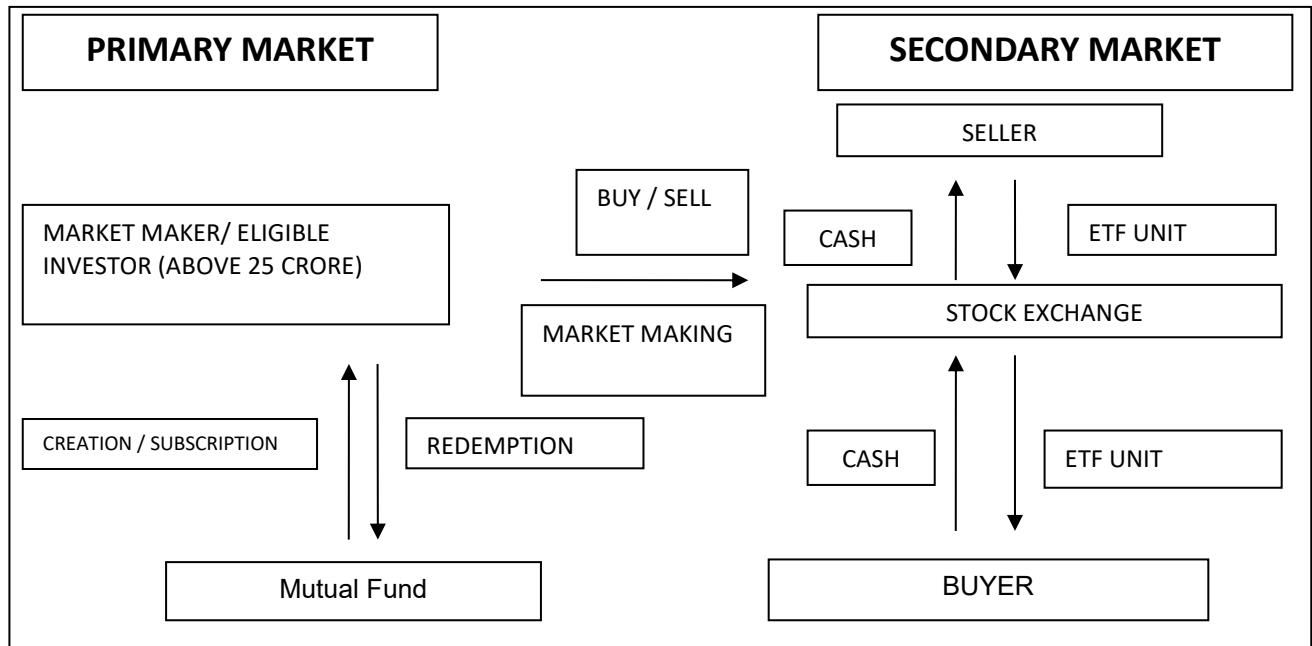 PRIMARY MARKET
SECONDARY MARKET
SELLER
BUY / SELL
CASH
ETF UNIT
MARKET MAKER/ ELIGIBLE
INVESTOR (ABOVE 25 CRORE)
STOCK EXCHANGE
MARKET MAKING
CREATION / SUBSCRIPTION
REDEMPTION
CASH
ETF UNIT
Mutual Fund
BUYER